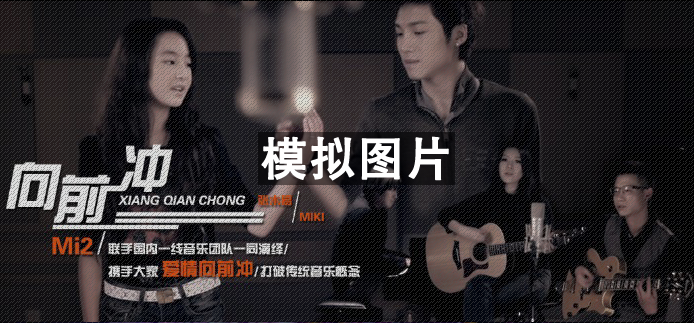 模拟图片
向前冲
XIANG QIAN CHONG
MIKI
Mi2/联手国内一线音乐团队一同演绎/
携手大家 爱情向前冲/打破传统音乐概念